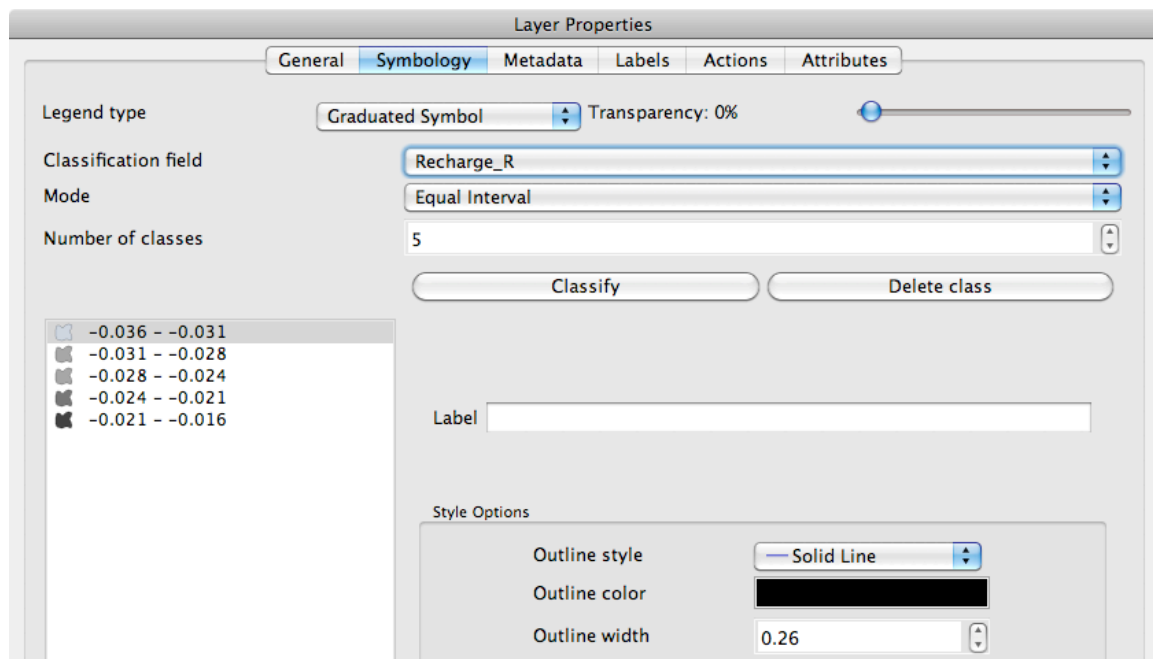 Layer Properties
General Symbology Metadata Labels Actions Attributes
Legend type Graduated Symbol Transparency: 0%
Classification field Recharge_R
Mode Equal Interval
Number of classes 5
Classify Delete class
-0.036 - -0.031
-0.031 - -0.028
-0.028 - -0.024
-0.024 - -0.021
-0.021 - -0.016
Label
Style Options
Outline style Solid Line
Outline color
Outline width 0.26